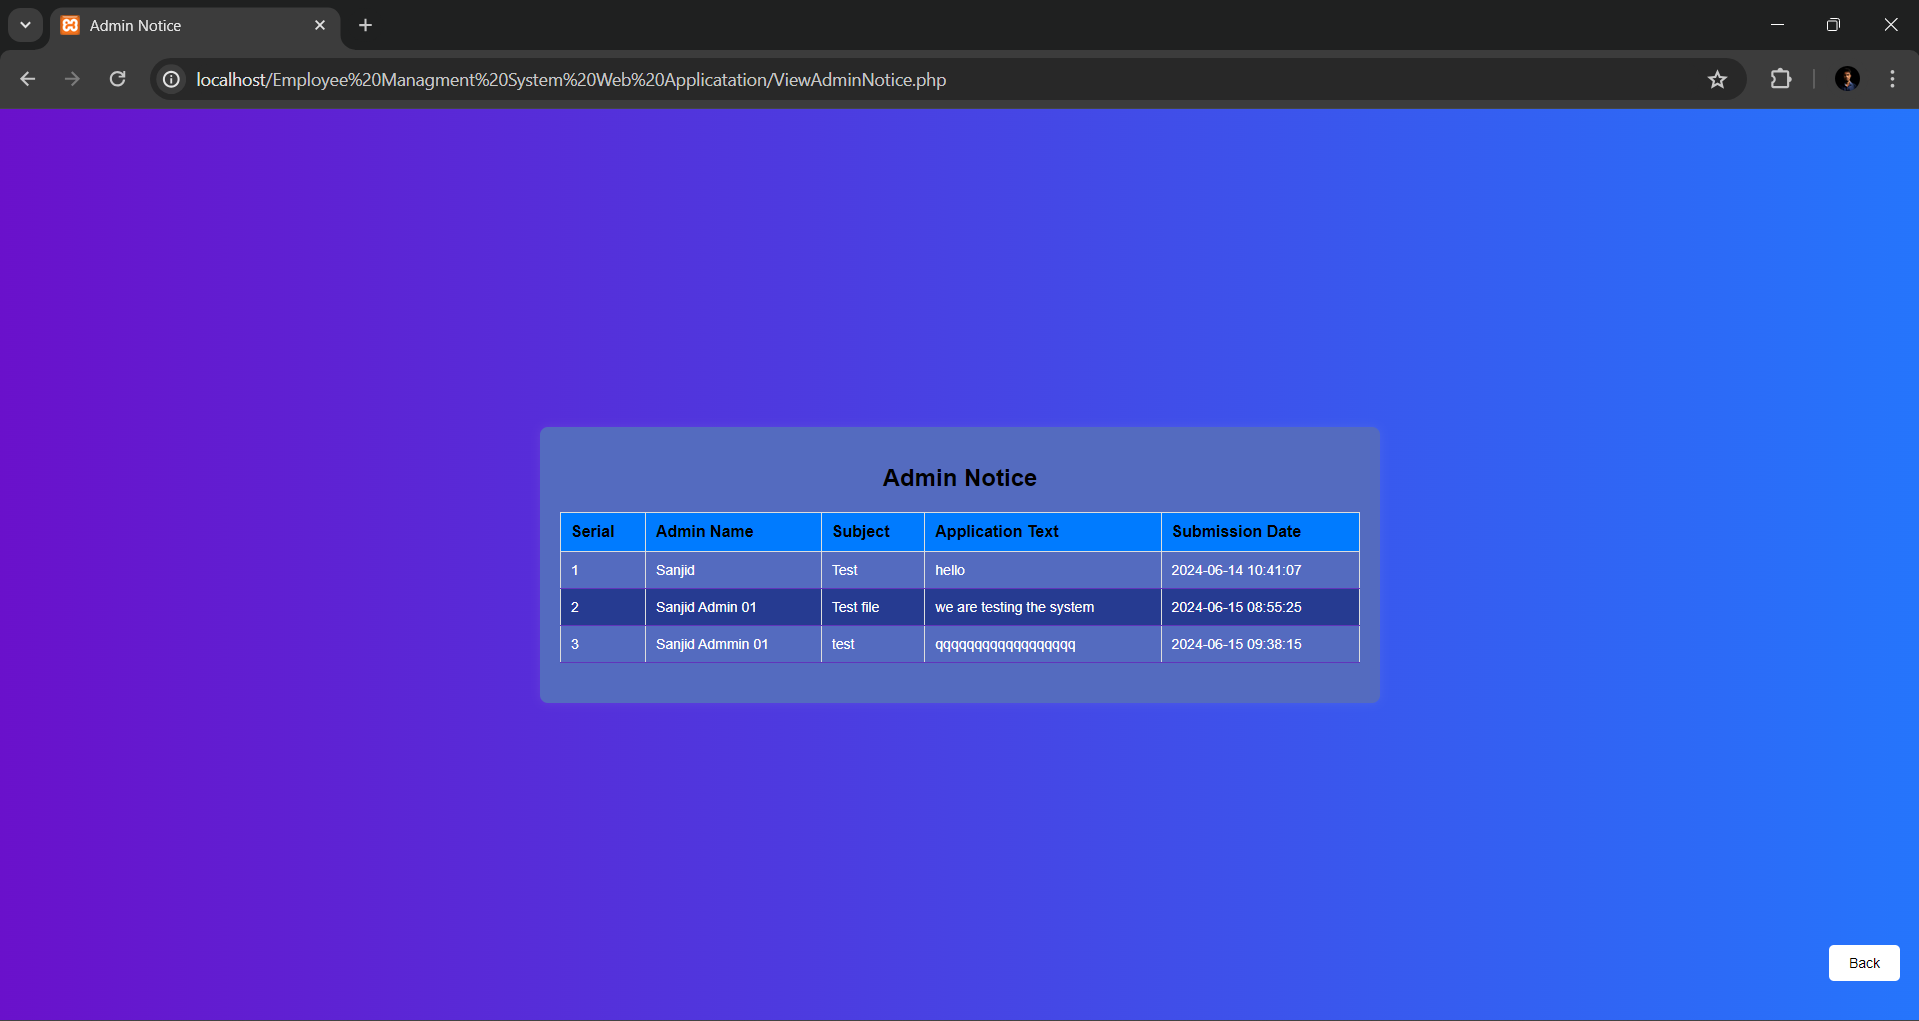 Admin Notice
localhost/Employee%20Managment%20System%20Web%20Applicatation/ViewAdminNotice.php
Admin Notice
Serial Admin Name Subject Application Text Submission Date
1 Sanjid Test hello 2024-06-14 10:41:07
2 Sanjid Admin 01 Test file we are testing the system 2024-06-15 08:55:25
3 Sanjid Admmin 01 test qqqqqqqqqqqqqqqqqq 2024-06-15 09:38:15
Back